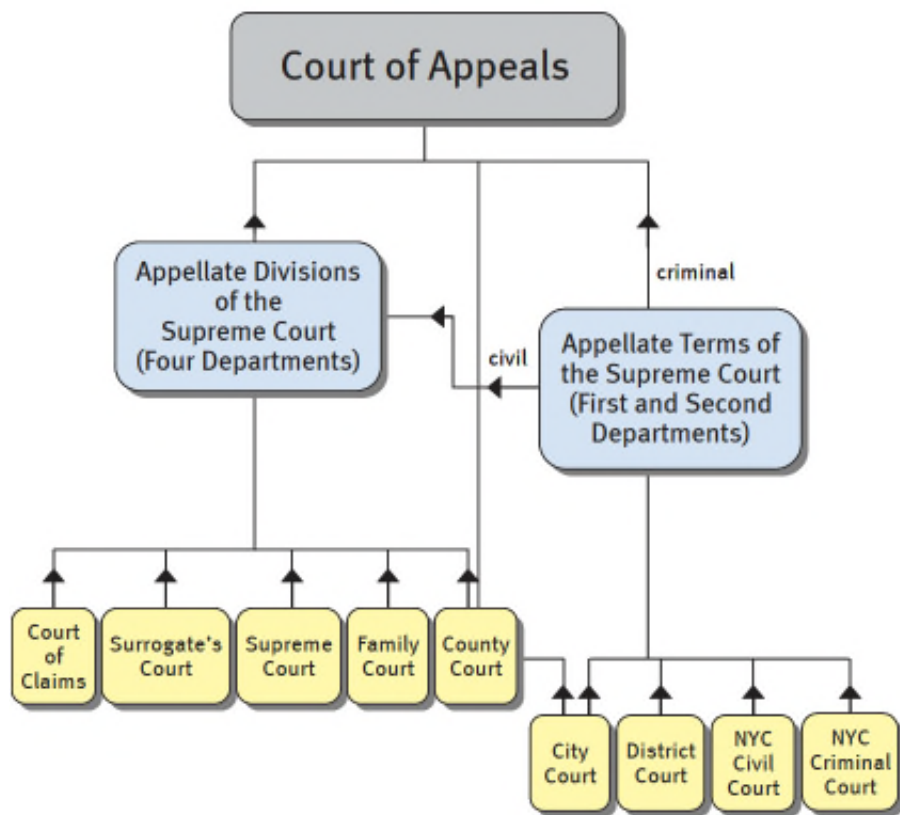 Court of Appeals
Appellate Divisions
of the
Supreme Court
(Four Departments)
criminal
civil
Appellate Terms of
the Supreme Court
(First and Second
Departments)
Court
of
Claims
Surrogate's
Court
Supreme
Court
Family
Court
County
Court
City
Court
District
Court
NYC
Civil
Court
NYC
Criminal
Court